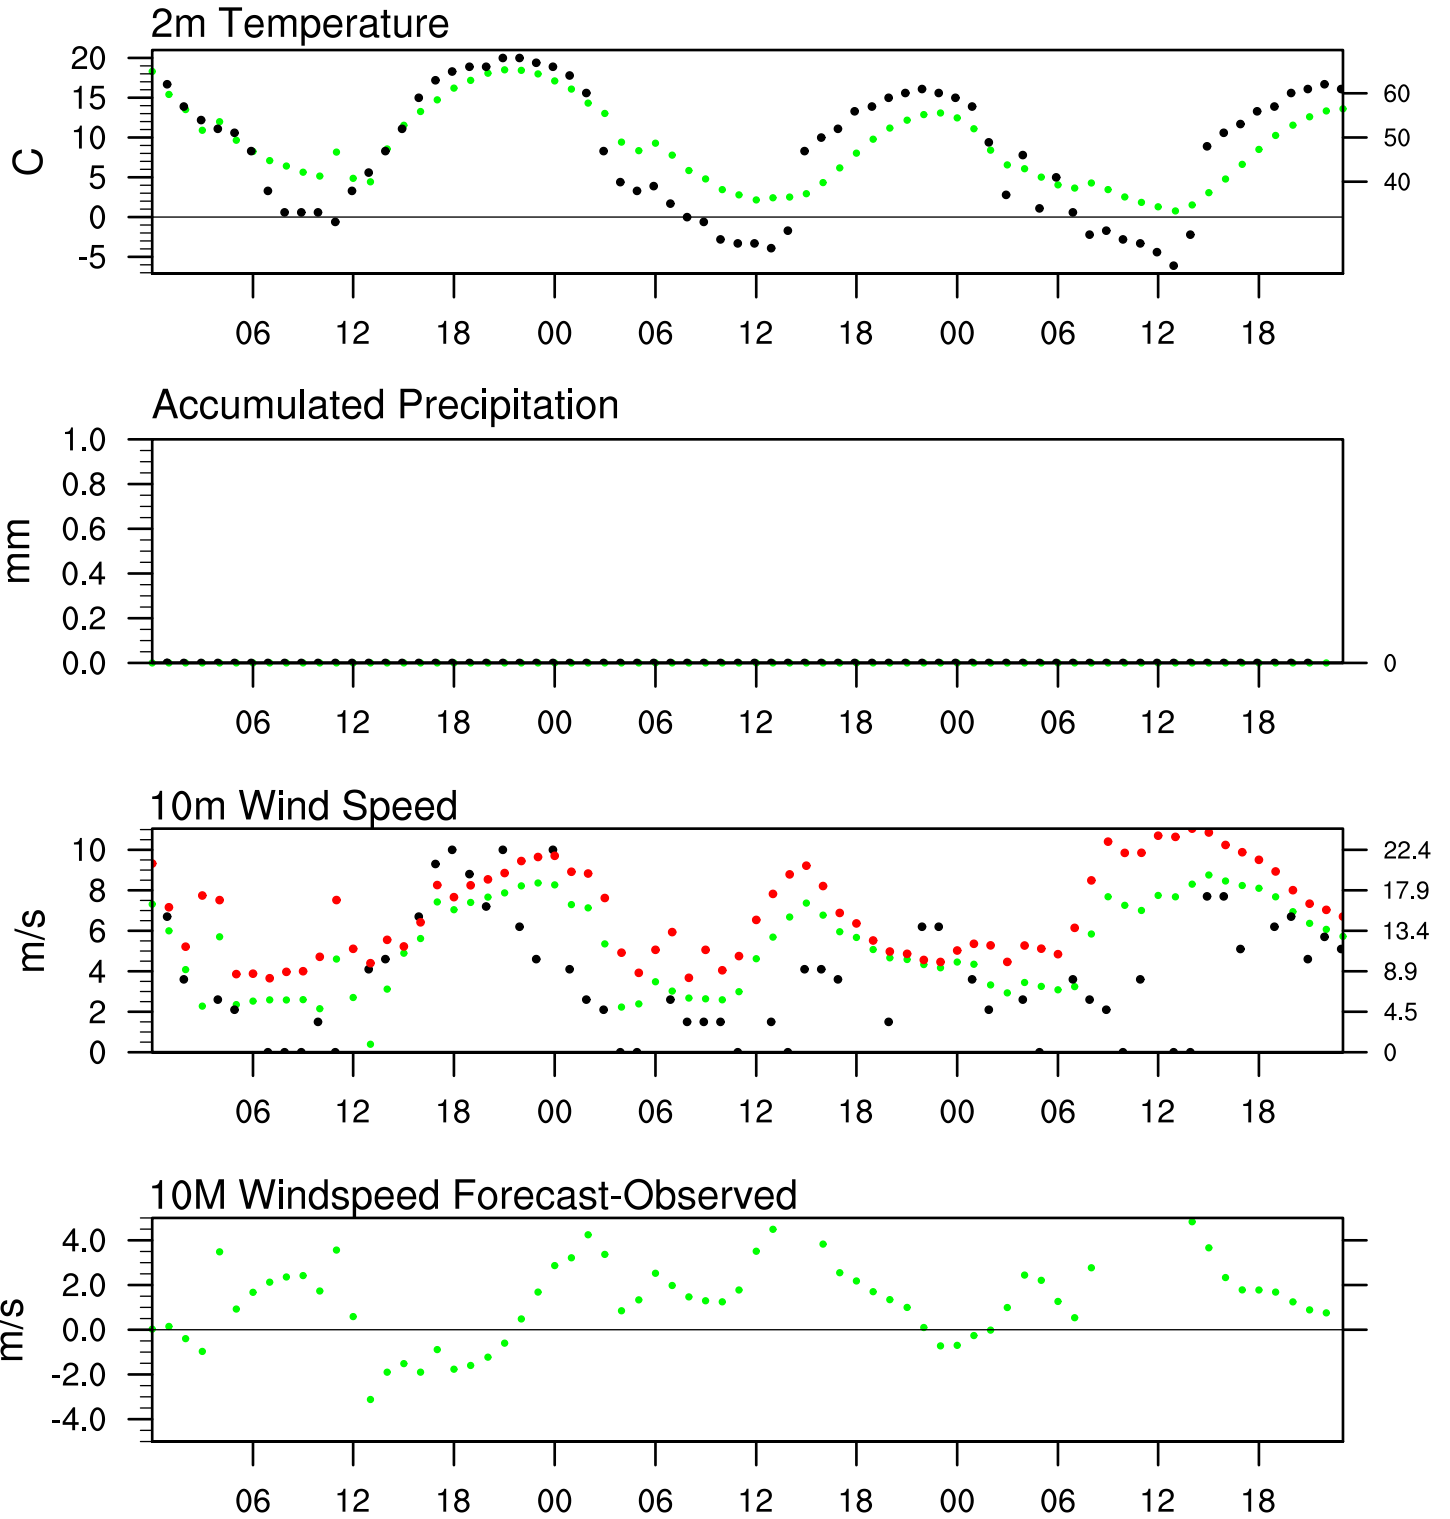 2m Temperature
20
15
10
5
0
-5
C
60
50
40
06 12 18 00 06 12 18 00 06 12 18
Accumulated Precipitation
1.0
0.8
0.6
0.4
0.2
0.0
mm
0
06 12 18 00 06 12 18 00 06 12 18
10m Wind Speed
10
8
6
4
2
0
m/s
22.4
17.9
13.4
8.9
4.5
0
06 12 18 00 06 12 18 00 06 12 18
10M Windspeed Forecast-Observed
4.0
2.0
0.0
-2.0
-4.0
m/s
06 12 18 00 06 12 18 00 06 12 18